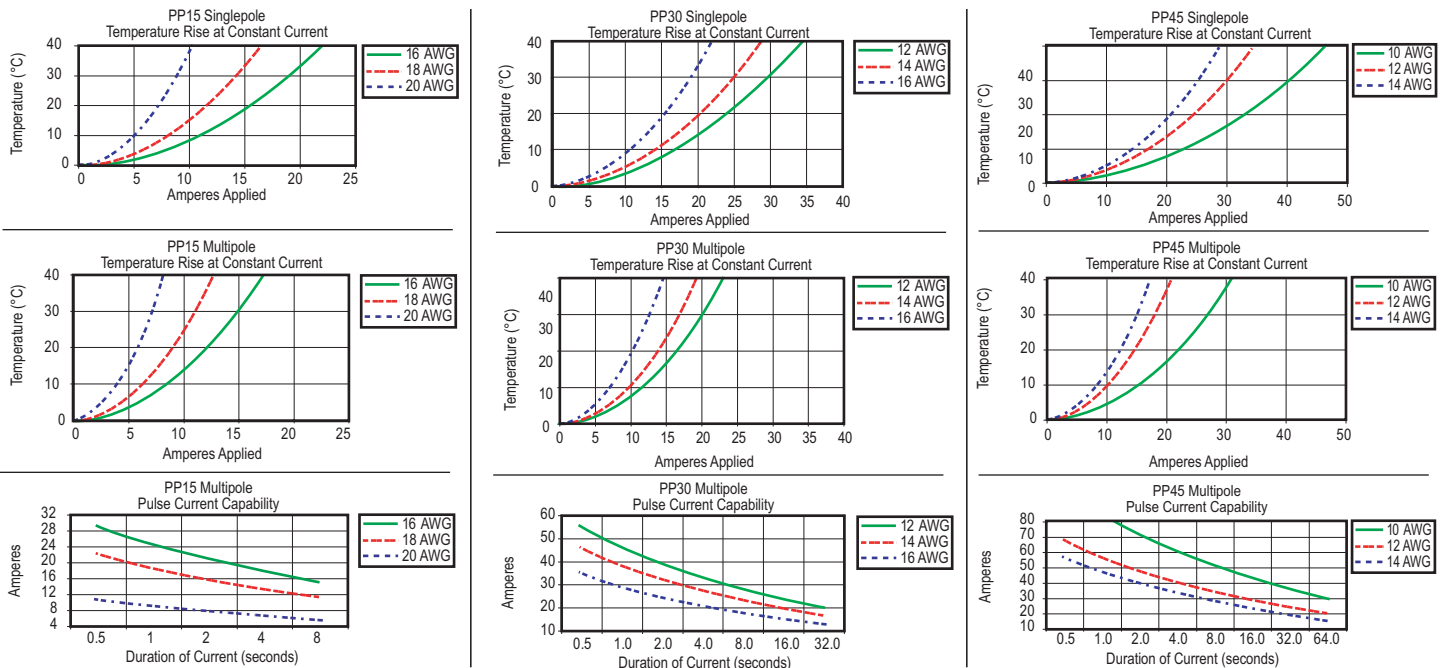 PP15 Singlepole
Temperature Rise at Constant Current
Temperature (°C)
40
30
20
10
0
0 5 10 15 20 25
Amperes Applied
16 AWG
18 AWG
20 AWG
PP30 Singlepole
Temperature Rise at Constant Current
Temperature (°C)
40
30
20
10
0
0 5 10 15 20 25 30 35 40
Amperes Applied
12 AWG
14 AWG
16 AWG
PP45 Singlepole
Temperature Rise at Constant Current
Temperature (°C)
40
30
20
10
0
0 10 20 30 40 50
Amperes Applied
10 AWG
12 AWG
14 AWG
PP15 Multipole
Temperature Rise at Constant Current
Temperature (°C)
40
30
20
10
0
0 5 10 15 20 25
Amperes Applied
16 AWG
18 AWG
20 AWG
PP30 Multipole
Temperature Rise at Constant Current
Temperature (°C)
40
30
20
10
0
0 5 10 15 20 25 30 35 40
Amperes Applied
12 AWG
14 AWG
16 AWG
PP45 Multipole
Temperature Rise at Constant Current
Temperature (°C)
40
30
20
10
0
0 10 20 30 40 50
Amperes Applied
10 AWG
12 AWG
14 AWG
PP15 Multipole
Pulse Current Capability
Amperes
32
28
24
20
16
12
8
4
0.5 1 2 4 8
Duration of Current (seconds)
16 AWG
18 AWG
20 AWG
PP30 Multipole
Pulse Current Capability
Amperes
60
50
40
30
20
10
0.5 1.0 2.0 4.0 8.0 16.0 32.0
Duration of Current (seconds)
12 AWG
14 AWG
16 AWG
PP45 Multipole
Pulse Current Capability
Amperes
80
70
60
50
40
30
20
10
0.5 1.0 2.0 4.0 8.0 16.0 32.0 64.0
Duration of Current (seconds)
10 AWG
12 AWG
14 AWG